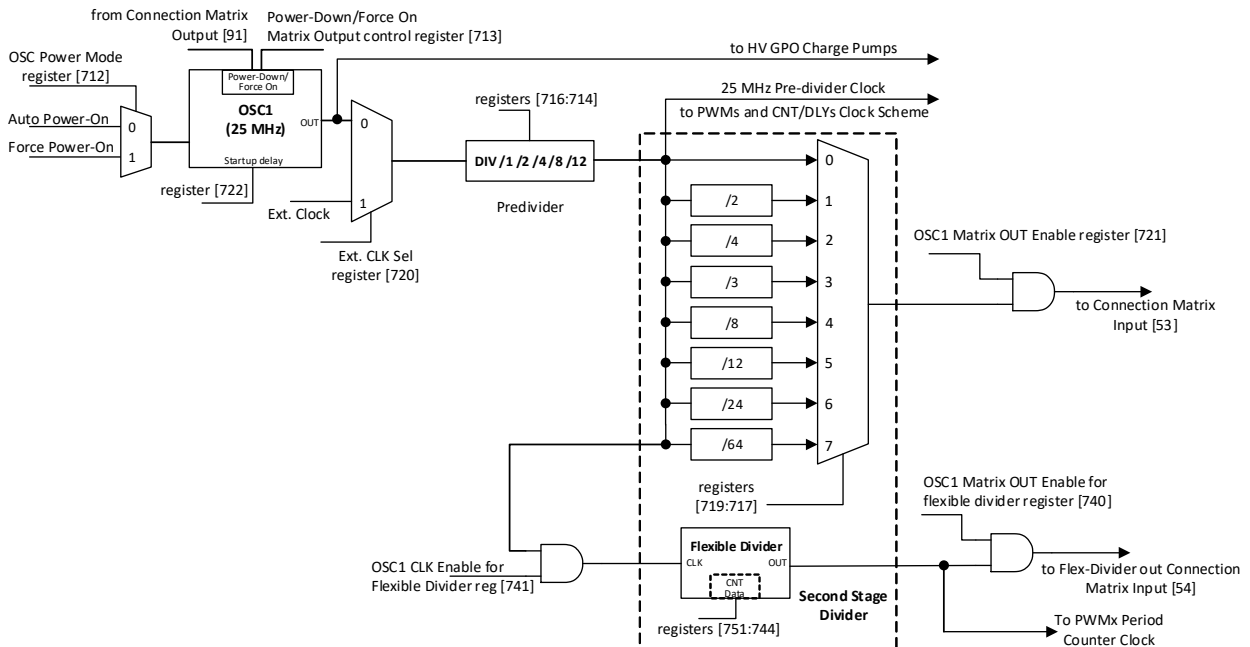 from Connection Matrix
Output [91]
Power-Down/Force On
Matrix Output control register [713]
OSC Power Mode
register [712]
Power-Down/
Force On
OSC1
(25 MHz)
OUT
Startup delay
Auto Power-On
Force Power-On
0
1
register [722]
0
1
Ext. Clock
Ext. CLK Sel
register [720]
registers [716:714]
DIV /1 /2 /4 /8 /12
Predivider
to HV GPO Charge Pumps
25 MHz Pre-divider Clock
to PWMs and CNT/DLYs Clock Scheme
0
/2
1
/4
2
/3
3
/8
4
/12
5
/24
6
/64
7
registers
[719:717]
OSC1 Matrix OUT Enable register [721]
to Connection Matrix
Input [53]
OSC1 CLK Enable for
Flexible Divider reg [741]
Flexible Divider
CLK
OUT
CNT
Data
registers [751:744]
Second Stage
Divider
OSC1 Matrix OUT Enable for
flexible divider register [740]
to Flex-Divider out Connection
Matrix Input [54]
To PWMx Period
Counter Clock